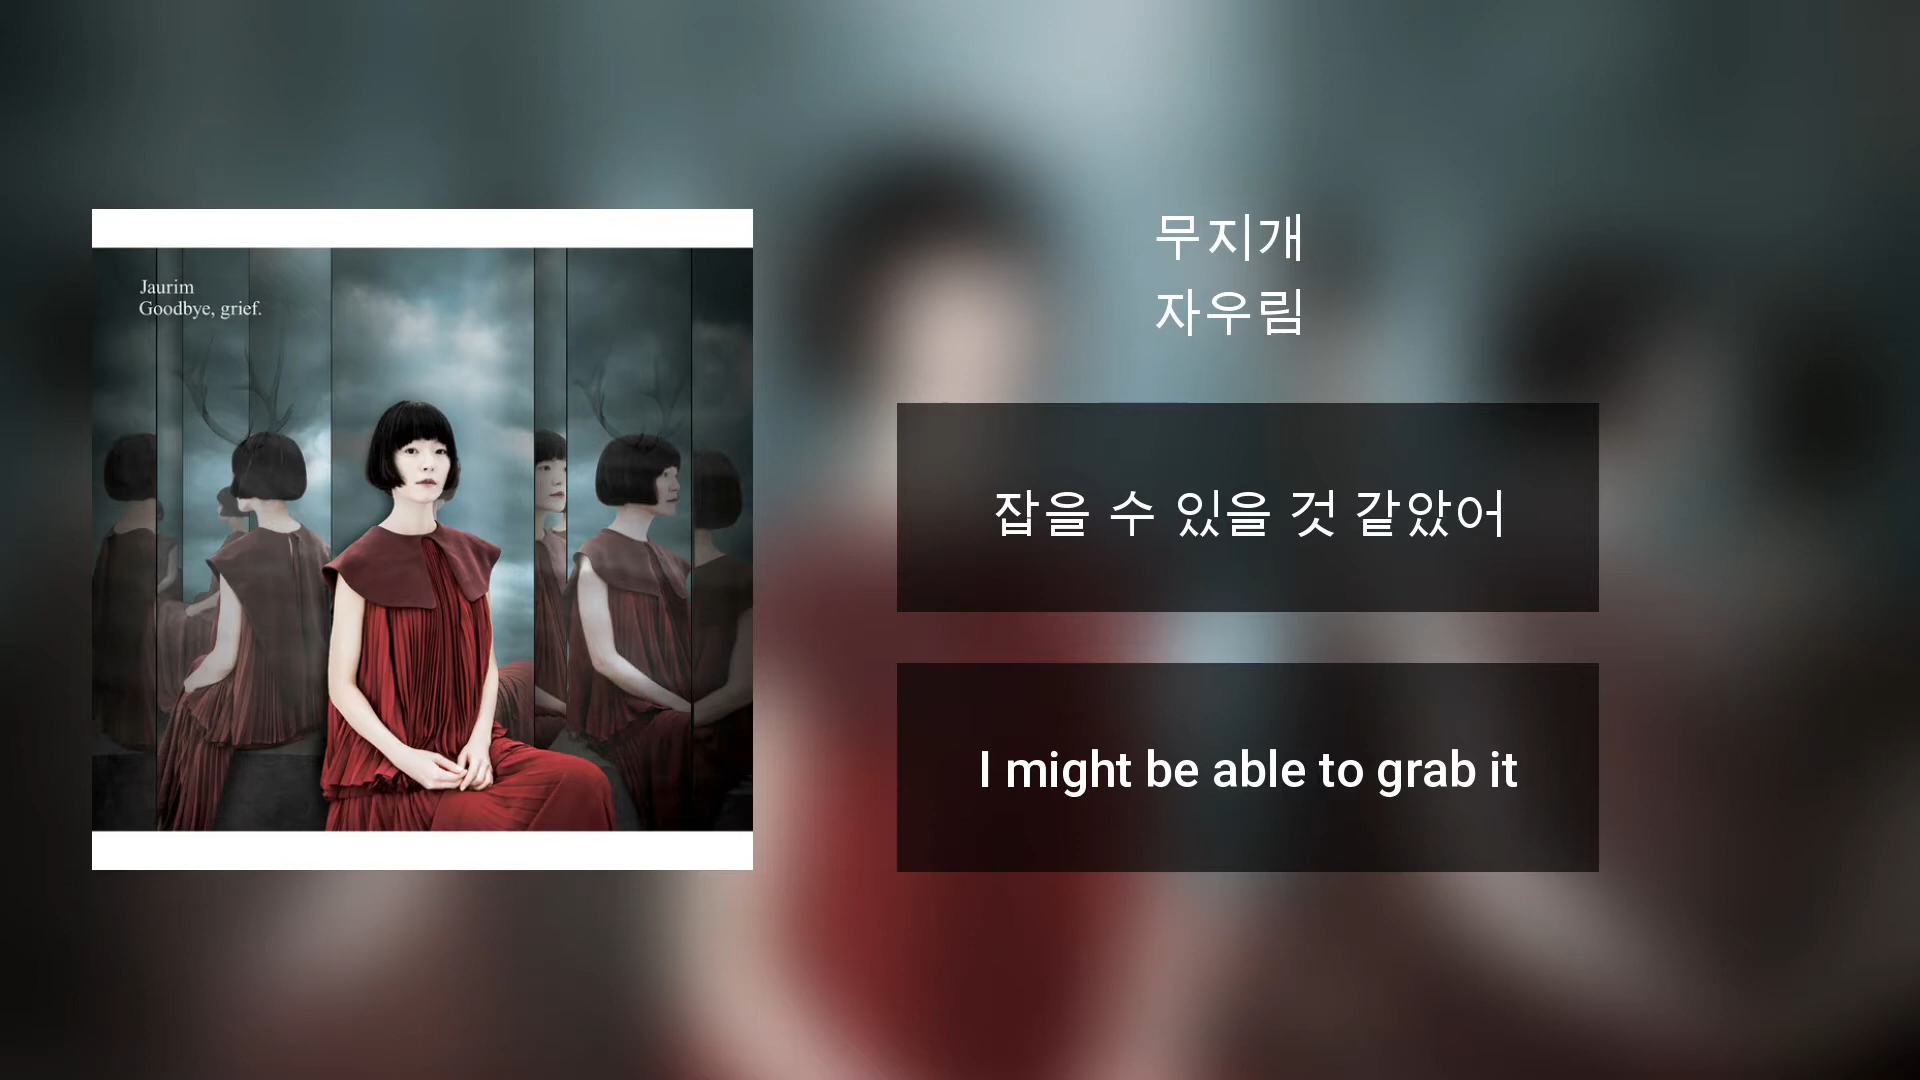 Jaurim
Goodbye, grief.
무지개
자우림
잡을 수 있을 것 같았어
I might be able to grab it